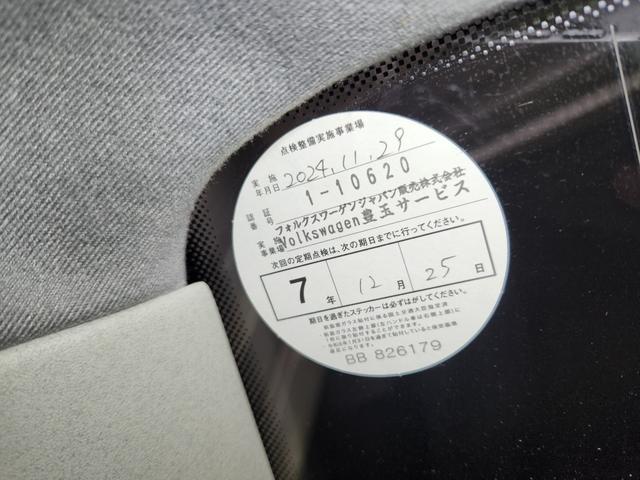 点検整備実施事業場
実施年月日 2024.11.29
認証番号 1-10620
フォルクスワーゲンジャパン販売株式会社
実施事業場 Volkswagen豊玉サービス
次回の定期点検は、次の期日までに行ってください。
7年 12月 25日
期日を過ぎたステッカーは必ずはがしてください。
BB 826179